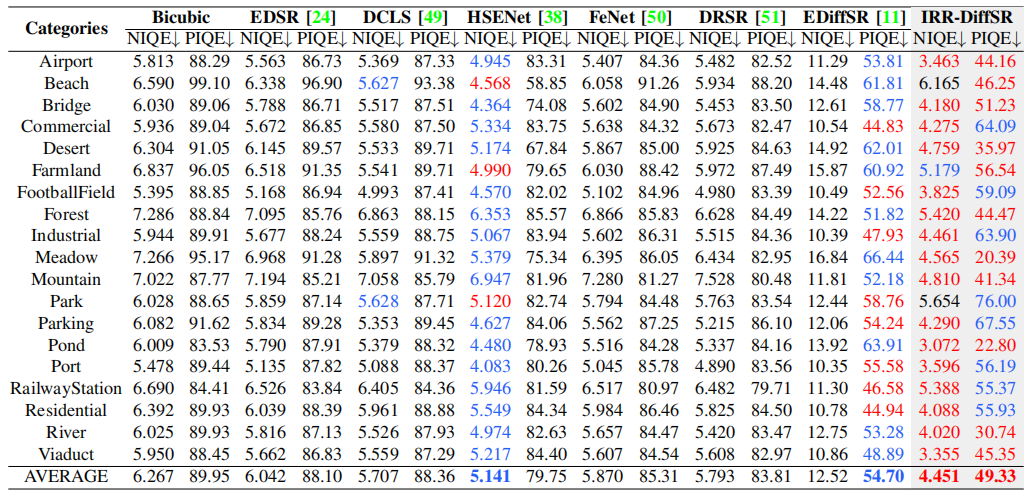 Categories Bicubic EDSR [24] DCLS [49] HSENet [38] FeNet [50] DRSR [51] EDiffSR [11] IRR-DiffSR
NIQE↓ PIQE↓ NIQE↓ PIQE↓ NIQE↓ PIQE↓ NIQE↓ PIQE↓ NIQE↓ PIQE↓ NIQE↓ PIQE↓ NIQE↓ PIQE↓ NIQE↓ PIQE↓
Airport 5.813 88.29 5.563 86.73 5.369 87.33 4.945 83.31 5.407 84.36 5.482 82.52 11.29 53.81 3.463 44.16
Beach 6.590 99.10 6.338 96.90 5.627 93.38 4.568 58.85 6.058 91.26 5.934 88.20 14.48 61.81 6.165 46.25
Bridge 6.030 89.06 5.788 86.71 5.517 87.51 4.364 74.08 5.602 84.90 5.453 83.50 12.61 58.77 4.180 51.23
Commercial 5.936 89.04 5.672 86.85 5.580 87.50 5.334 83.75 5.638 84.32 5.673 82.47 10.54 44.83 4.275 64.09
Desert 6.304 91.05 6.145 89.57 5.533 89.71 5.174 67.84 5.867 85.00 5.925 84.63 14.92 62.01 4.759 35.97
Farmland 6.837 96.05 6.518 91.35 5.541 89.71 4.990 79.65 6.030 88.42 5.972 87.49 15.87 60.92 5.179 56.54
FootballField 5.395 88.85 5.168 86.94 4.993 87.41 4.570 82.02 5.102 84.96 4.980 83.39 10.49 52.56 3.825 59.09
Forest 7.286 88.84 7.095 85.76 6.863 88.15 6.353 85.57 6.866 85.83 6.628 84.49 14.22 51.82 5.420 44.47
Industrial 5.944 89.91 5.677 88.24 5.559 88.75 5.067 83.94 5.602 86.31 5.515 84.36 10.39 47.93 4.461 63.90
Meadow 7.266 95.17 6.968 91.28 5.897 91.32 5.379 75.34 6.395 86.05 6.434 82.95 16.84 66.44 4.565 20.39
Mountain 7.022 87.77 7.194 85.21 7.058 85.79 6.947 81.96 7.280 81.27 7.528 80.48 11.81 52.18 4.810 41.34
Park 6.028 88.65 5.859 87.14 5.628 87.71 5.120 82.74 5.794 84.48 5.763 83.54 12.44 58.76 5.654 76.00
Parking 6.082 91.62 5.834 89.28 5.353 89.45 4.627 84.06 5.562 87.25 5.215 86.10 12.06 54.24 4.290 67.55
Pond 6.009 83.53 5.790 87.91 5.379 88.32 4.480 78.93 5.516 84.28 5.337 84.16 13.92 63.91 3.072 22.80
Port 5.478 89.44 5.135 87.82 5.088 88.37 4.083 80.26 5.045 85.78 4.890 83.56 10.35 55.58 3.596 56.19
RailwayStation 6.690 84.41 6.526 83.84 6.405 84.36 5.946 81.59 6.517 80.97 6.482 79.71 11.30 46.58 5.388 55.37
Residential 6.392 89.93 6.039 88.39 5.961 88.88 5.549 84.34 5.984 86.46 5.825 84.50 10.78 44.94 4.088 55.93
River 6.025 89.93 5.816 87.13 5.526 87.93 4.974 82.63 5.657 84.47 5.420 83.47 12.75 53.28 4.020 30.74
Viaduct 5.950 88.45 5.662 86.83 5.559 87.29 5.217 84.40 5.607 84.54 5.608 82.97 10.86 48.89 3.355 45.35
AVERAGE 6.267 89.95 6.042 88.10 5.707 88.36 5.141 79.75 5.870 85.31 5.793 83.81 12.52 54.70 4.451 49.33